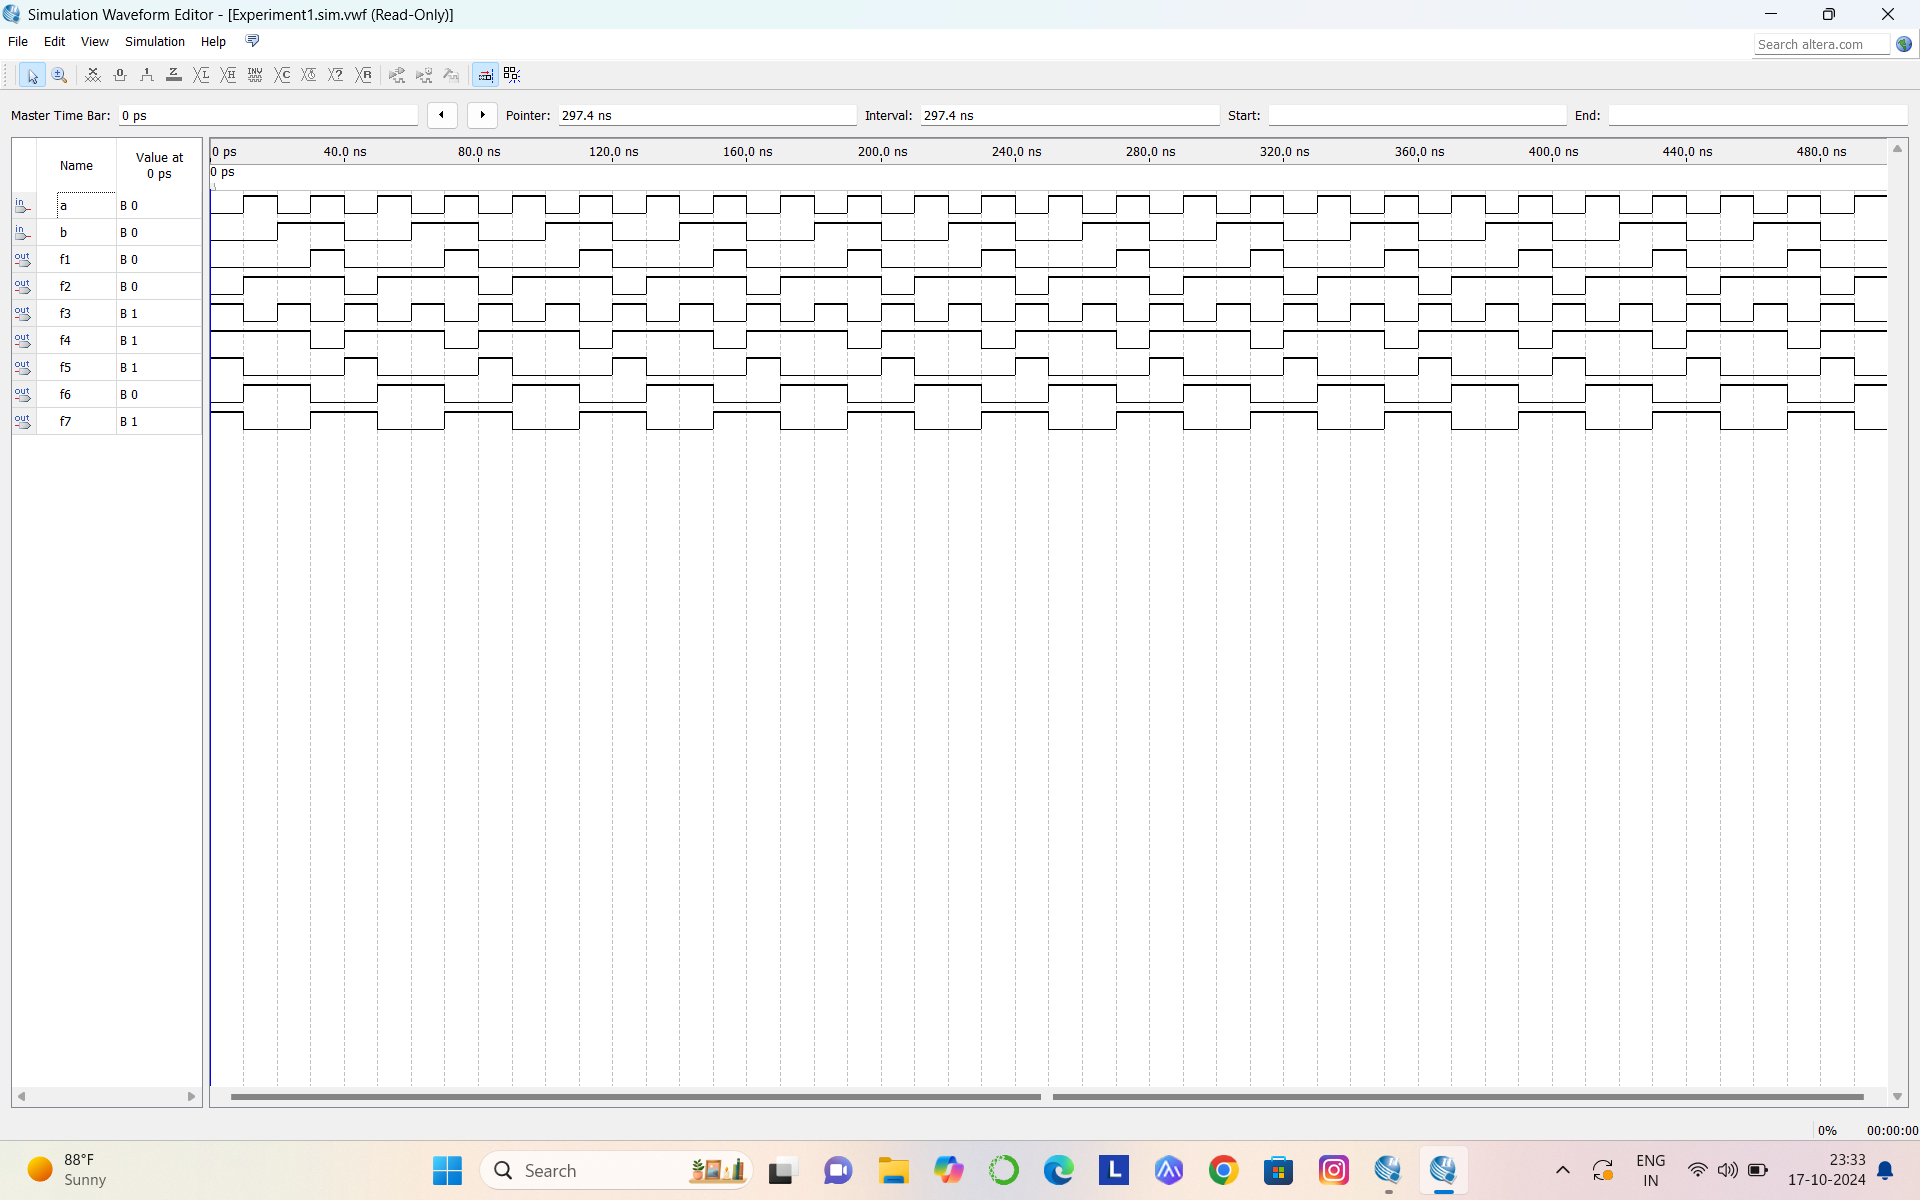 Simulation Waveform Editor - [Experiment1.sim.vwf (Read-Only)]
File Edit View Simulation Help
Search altera.com
Master Time Bar: 0 ps Pointer: 297.4 ns Interval: 297.4 ns Start: End:
Name Value at 0 ps
0 ps 40.0 ns 80.0 ns 120.0 ns 160.0 ns 200.0 ns 240.0 ns 280.0 ns 320.0 ns 360.0 ns 400.0 ns 440.0 ns 480.0 ns
0 ps
in a B 0
in b B 0
out f1 B 0
out f2 B 0
out f3 B 1
out f4 B 1
out f5 B 1
out f6 B 0
out f7 B 1
0% 00:00:00
88°F
Sunny
Search
L
ENG
IN
23:33
17-10-2024